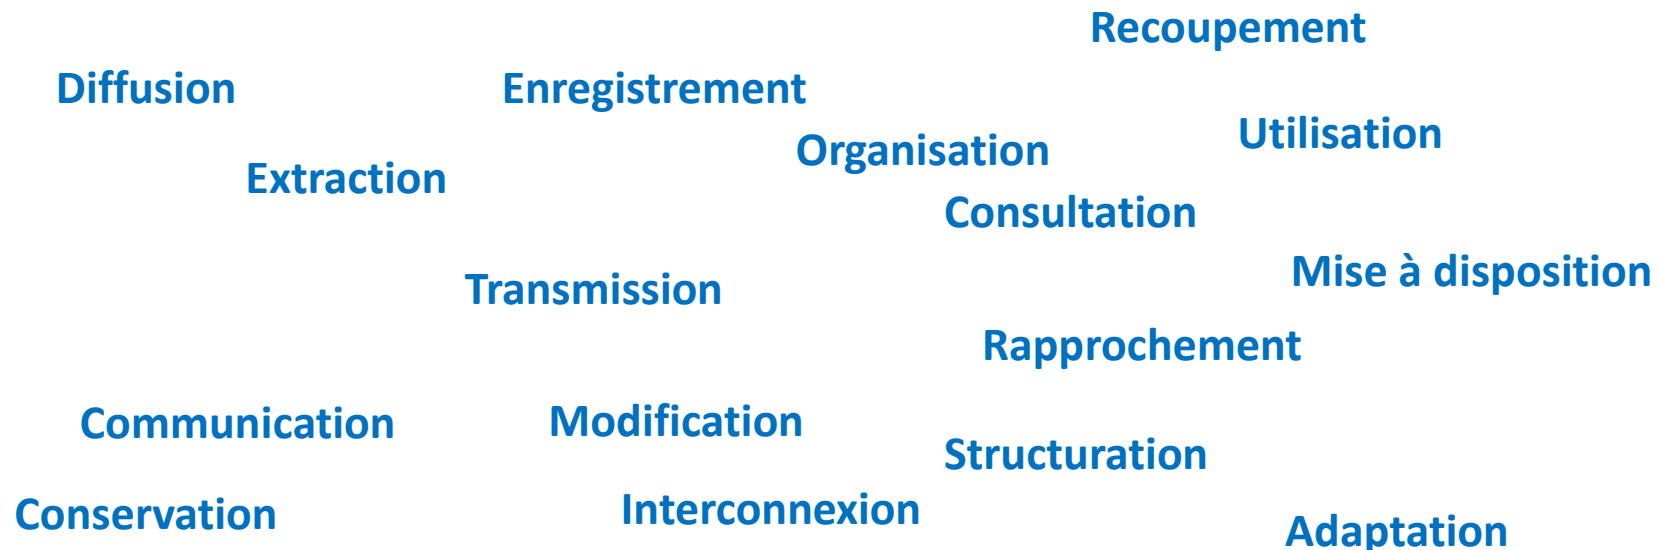 Recoupement
Diffusion
Enregistrement
Utilisation
Organisation
Extraction
Consultation
Mise à disposition
Transmission
Rapprochement
Communication
Modification
Structuration
Conservation
Interconnexion
Adaptation